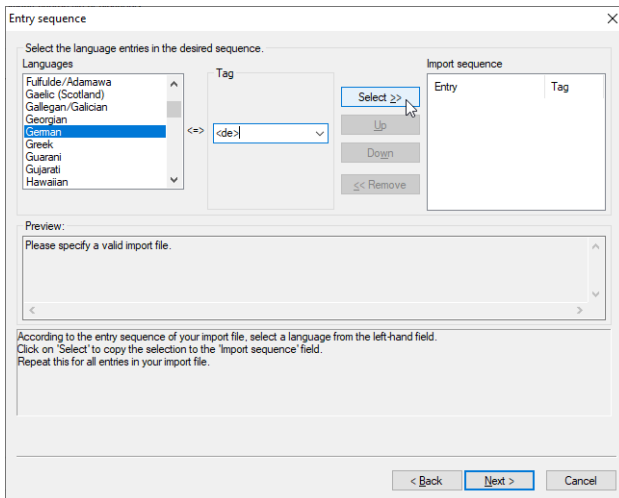 Entry sequence
Select the language entries in the desired sequence.
Languages
Fulfulde/Adamawa
Gaelic (Scotland)
Gallegan/Galician
Georgian
German
Greek
Guarani
Gujarati
Hawaiian
<=>
Tag
<de>
Select >>
Up
Down
<< Remove
Import sequence
Entry Tag
Preview:
Please specify a valid import file.
According to the entry sequence of your import file, select a language from the left-hand field.
Click on 'Select' to copy the selection to the 'Import sequence' field.
Repeat this for all entries in your import file.
< Back Next > Cancel